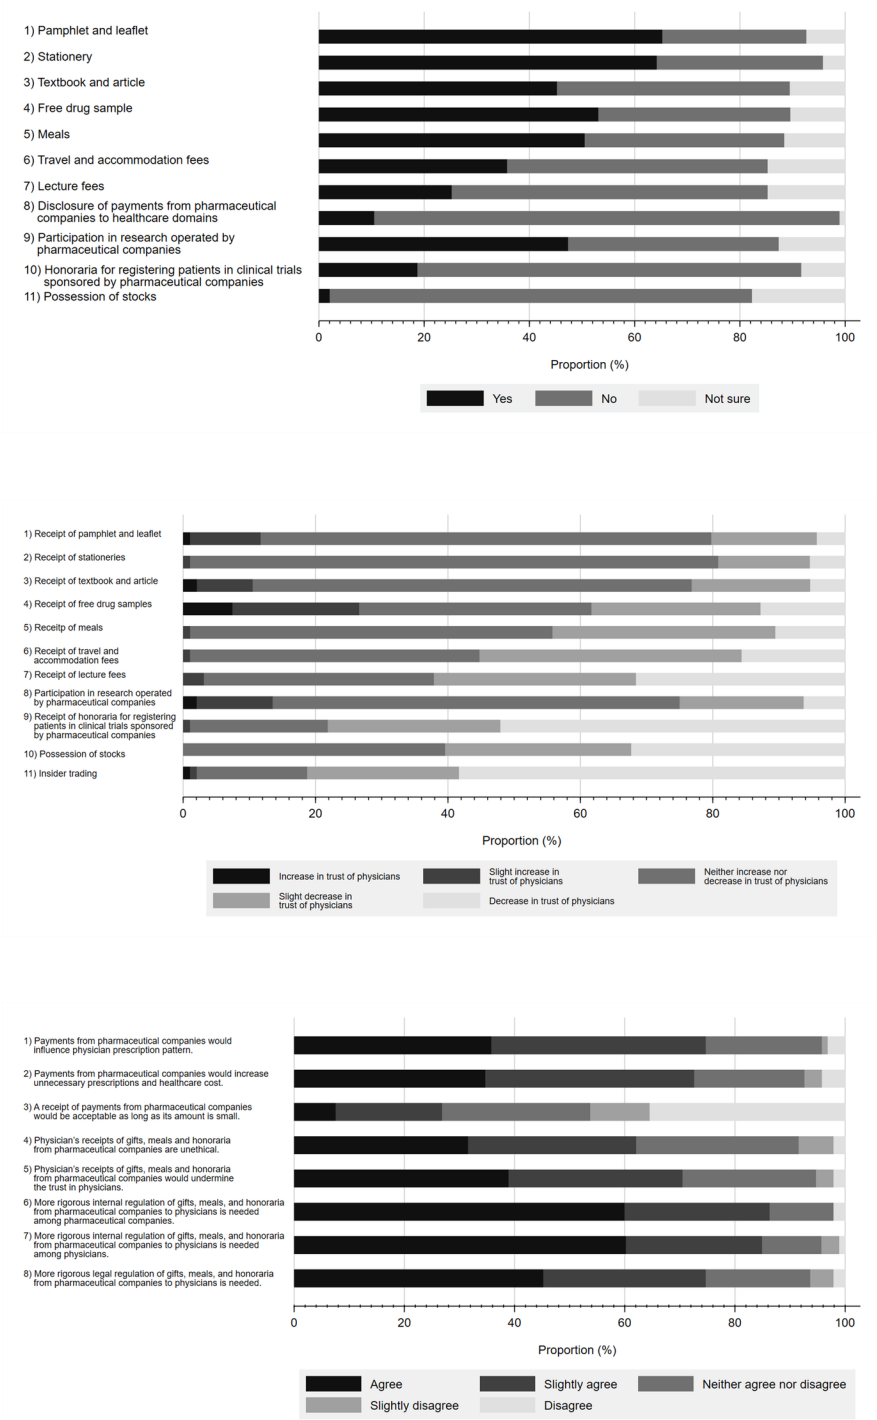 1) Pamphlet and leaflet
2) Stationery
3) Textbook and article
4) Free drug sample
5) Meals
6) Travel and accommodation fees
7) Lecture fees
8) Disclosure of payments from pharmaceutical
companies to healthcare domains
9) Participation in research operated by
pharmaceutical companies
10) Honoraria for registering patients in clinical trials
sponsored by pharmaceutical companies
11) Possession of stocks
0 20 40 60 80 100
Proportion (%)
Yes No Not sure
1) Receipt of pamphlet and leaflet
2) Receipt of stationeries
3) Receipt of textbook and article
4) Receipt of free drug samples
5) Receitp of meals
6) Receipt of travel and
accommodation fees
7) Receipt of lecture fees
8) Participation in research operated
by pharmaceutical companies
9) Receipt of honoraria for registering
patients in clinical trials sponsored
by pharmaceutical companies
10) Possession of stocks
11) Insider trading
0 20 40 60 80 100
Proportion (%)
Increase in trust of physicians
Slight increase in
trust of physicians
Neither increase nor
decrease in trust of physicians
Slight decrease in
trust of physicians
Decrease in trust of physicians
1) Payments from pharmaceutical companies would
influence physician prescription pattern.
2) Payments from pharmaceutical companies would increase
unnecessary prescriptions and healthcare cost.
3) A receipt of payments from pharmaceutical companies
would be acceptable as long as its amount is small.
4) Physician's receipts of gifts, meals and honoraria
from pharmaceutical companies are unethical.
5) Physician's receipts of gifts, meals and honoraria
from pharmaceutical companies would undermine
the trust in physicians.
6) More rigorous internal regulation of gifts, meals, and honoraria
from pharmaceutical companies to physicians is needed
among pharmaceutical companies.
7) More rigorous internal regulation of gifts, meals, and honoraria
from pharmaceutical companies to physicians is needed
among physicians.
8) More rigorous legal regulation of gifts, meals, and honoraria
from pharmaceutical companies to physicians is needed.
0 20 40 60 80 100
Proportion (%)
Agree Slightly agree Neither agree nor disagree
Slightly disagree Disagree